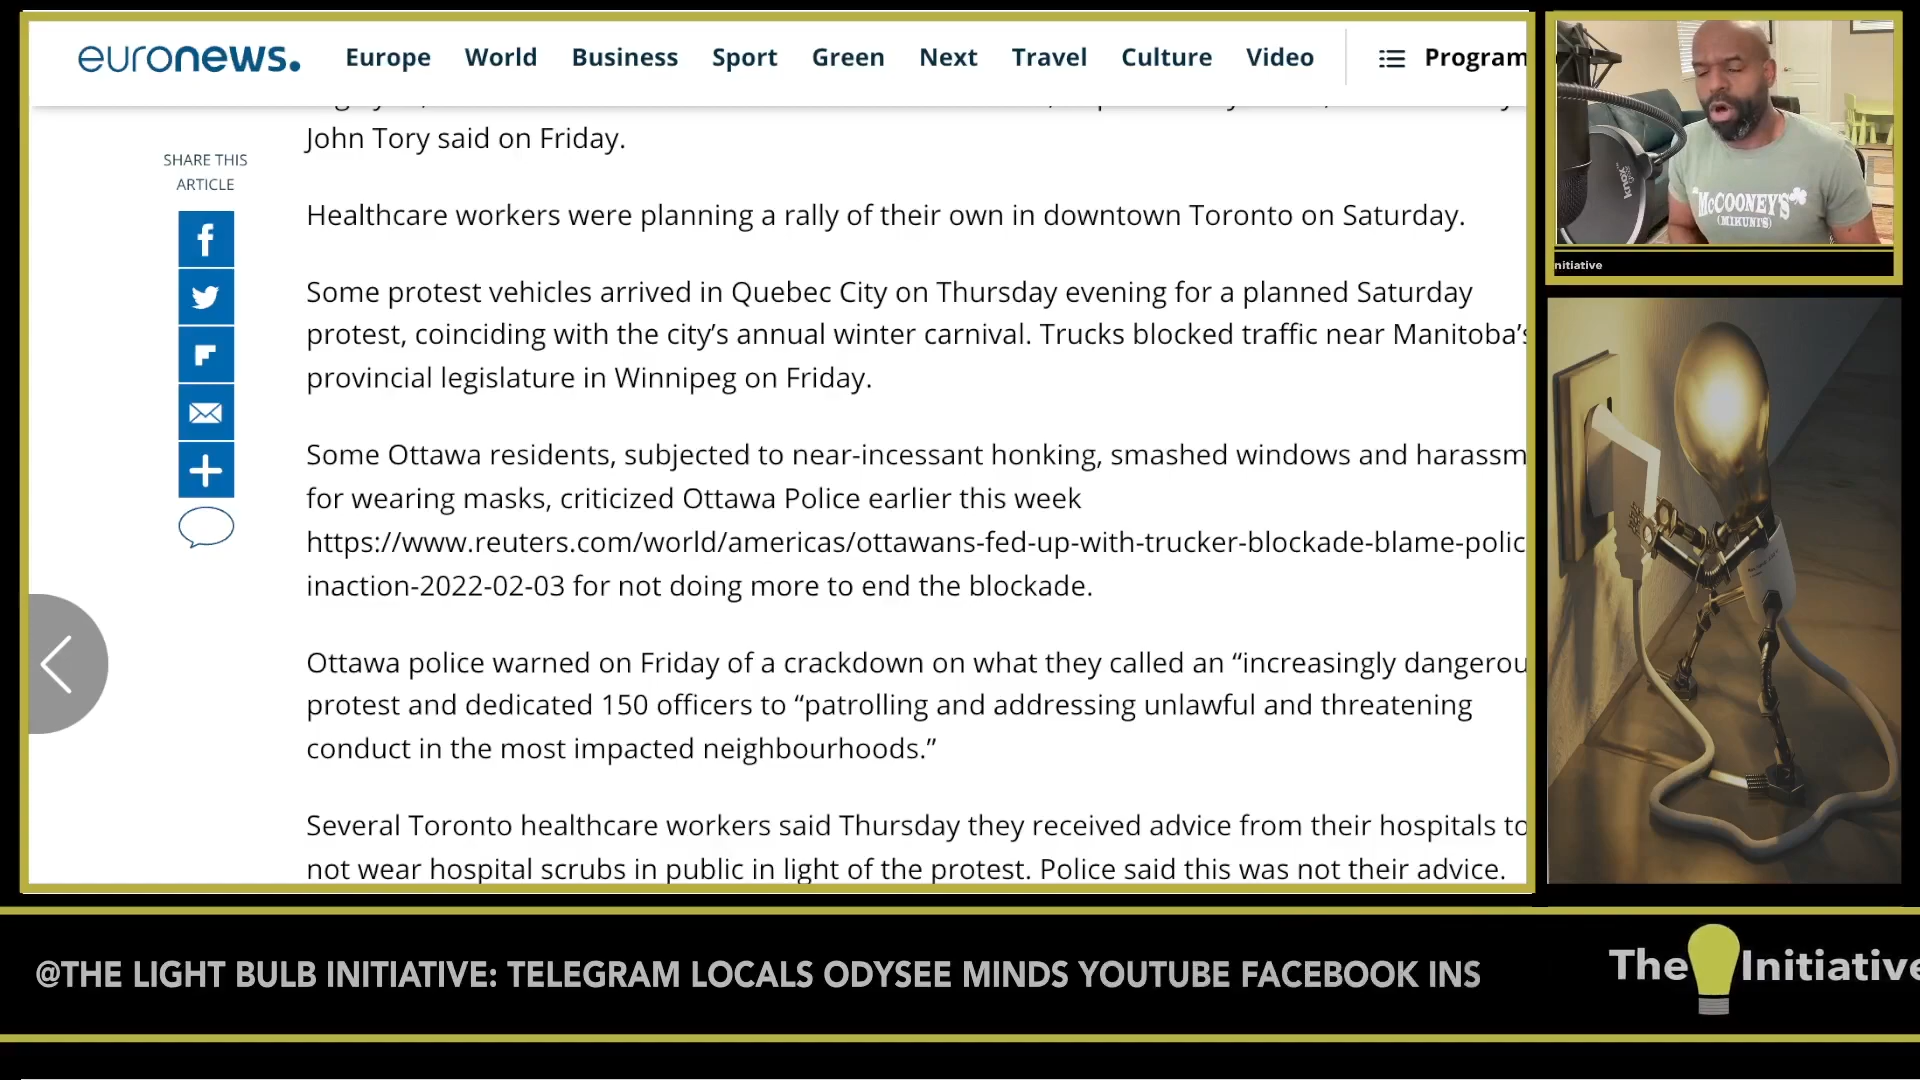 euronews.
Europe World Business Sport Green Next Travel Culture Video Program
John Tory said on Friday.
SHARE THIS
ARTICLE
Healthcare workers were planning a rally of their own in downtown Toronto on Saturday.
Some protest vehicles arrived in Quebec City on Thursday evening for a planned Saturday
protest, coinciding with the city’s annual winter carnival. Trucks blocked traffic near Manitoba’s
provincial legislature in Winnipeg on Friday.
Some Ottawa residents, subjected to near-incessant honking, smashed windows and harassm
for wearing masks, criticized Ottawa Police earlier this week
https://www.reuters.com/world/americas/ottawans-fed-up-with-trucker-blockade-blame-polic
inaction-2022-02-03 for not doing more to end the blockade.
Ottawa police warned on Friday of a crackdown on what they called an “increasingly dangerou
protest and dedicated 150 officers to “patrolling and addressing unlawful and threatening
conduct in the most impacted neighbourhoods.”
Several Toronto healthcare workers said Thursday they received advice from their hospitals to
not wear hospital scrubs in public in light of the protest. Police said this was not their advice.
knox
McCOONEY'S
(MIKUNI'S)
nitiative
@THE LIGHT BULB INITIATIVE: TELEGRAM LOCALS ODYSEE MINDS YOUTUBE FACEBOOK INS
The Initiative